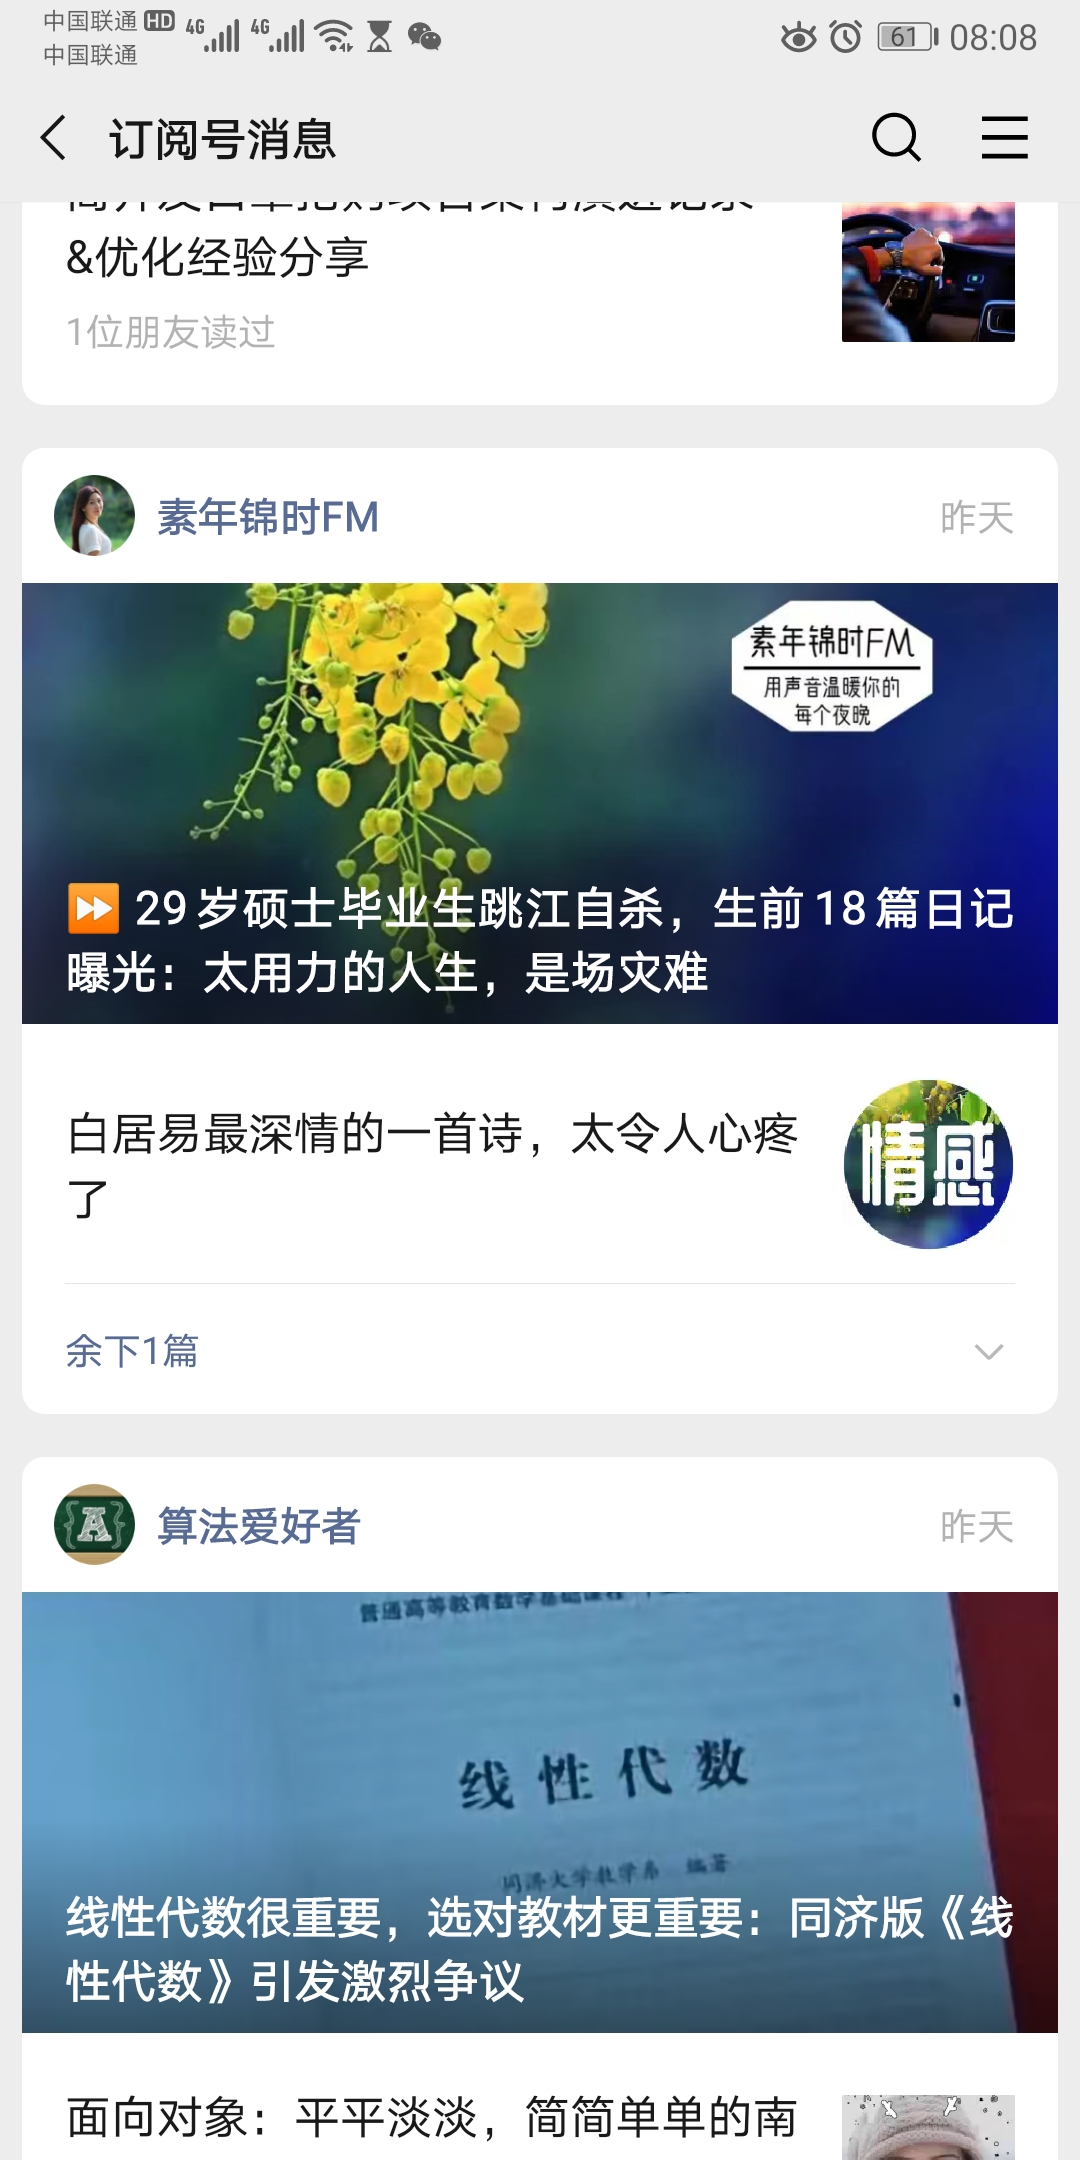 中国联通 HD 4G 4G 61 08:08
中国联通
订阅号消息
&优化经验分享
1位朋友读过
素年锦时FM 昨天
素年锦时FM
用声音温暖你的
每个夜晚
29岁硕士毕业生跳江自杀，生前18篇日记
曝光：太用力的人生，是场灾难
白居易最深情的一首诗，太令人心疼
了
情感
余下1篇
A 算法爱好者 昨天
普通高等教育数学基础课程
线性代数
同济大学数学系 编著
线性代数很重要，选对教材更重要：同济版《线
性代数》引发激烈争议
面向对象：平平淡淡，简简单单的南